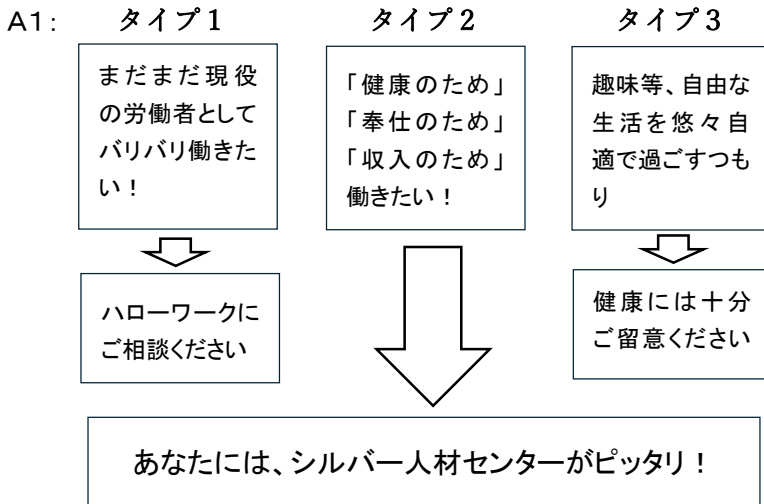 A1:
タイプ1
タイプ2
タイプ3
まだまだ現役
の労働者として
バリバリ働きた
い！
「健康のため」
「奉仕のため」
「収入のため」
働きたい！
趣味等、自由な
生活を悠々自
適で過ごすつも
り
ハローワークに
ご相談ください
健康には十分
ご留意ください
あなたには、シルバー人材センターがピッタリ！